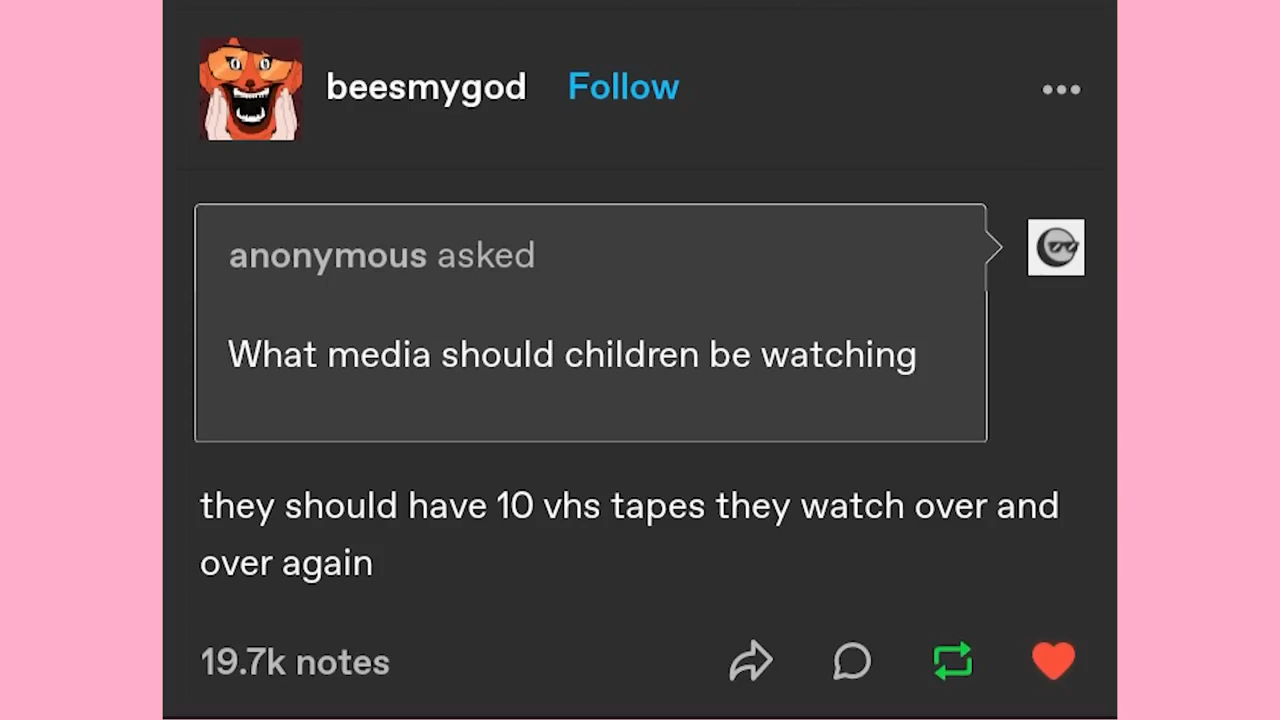 beesmygod Follow
anonymous asked
What media should children be watching
they should have 10 vhs tapes they watch over and
over again
19.7k notes